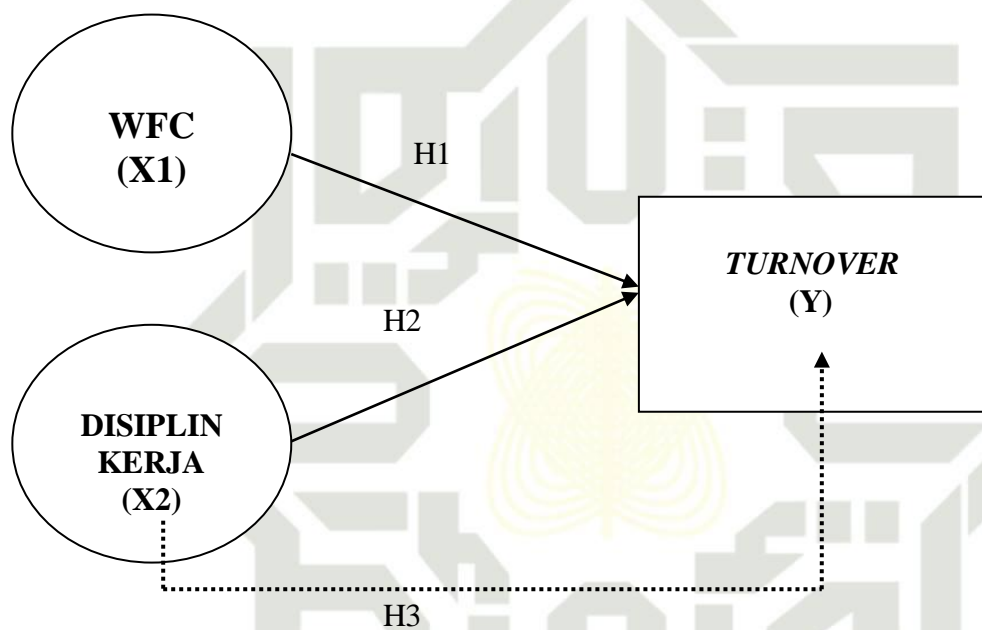 WFC
(X1)
H1
TURNOVER
(Y)
H2
DISIPLIN
KERJA
(X2)
H3